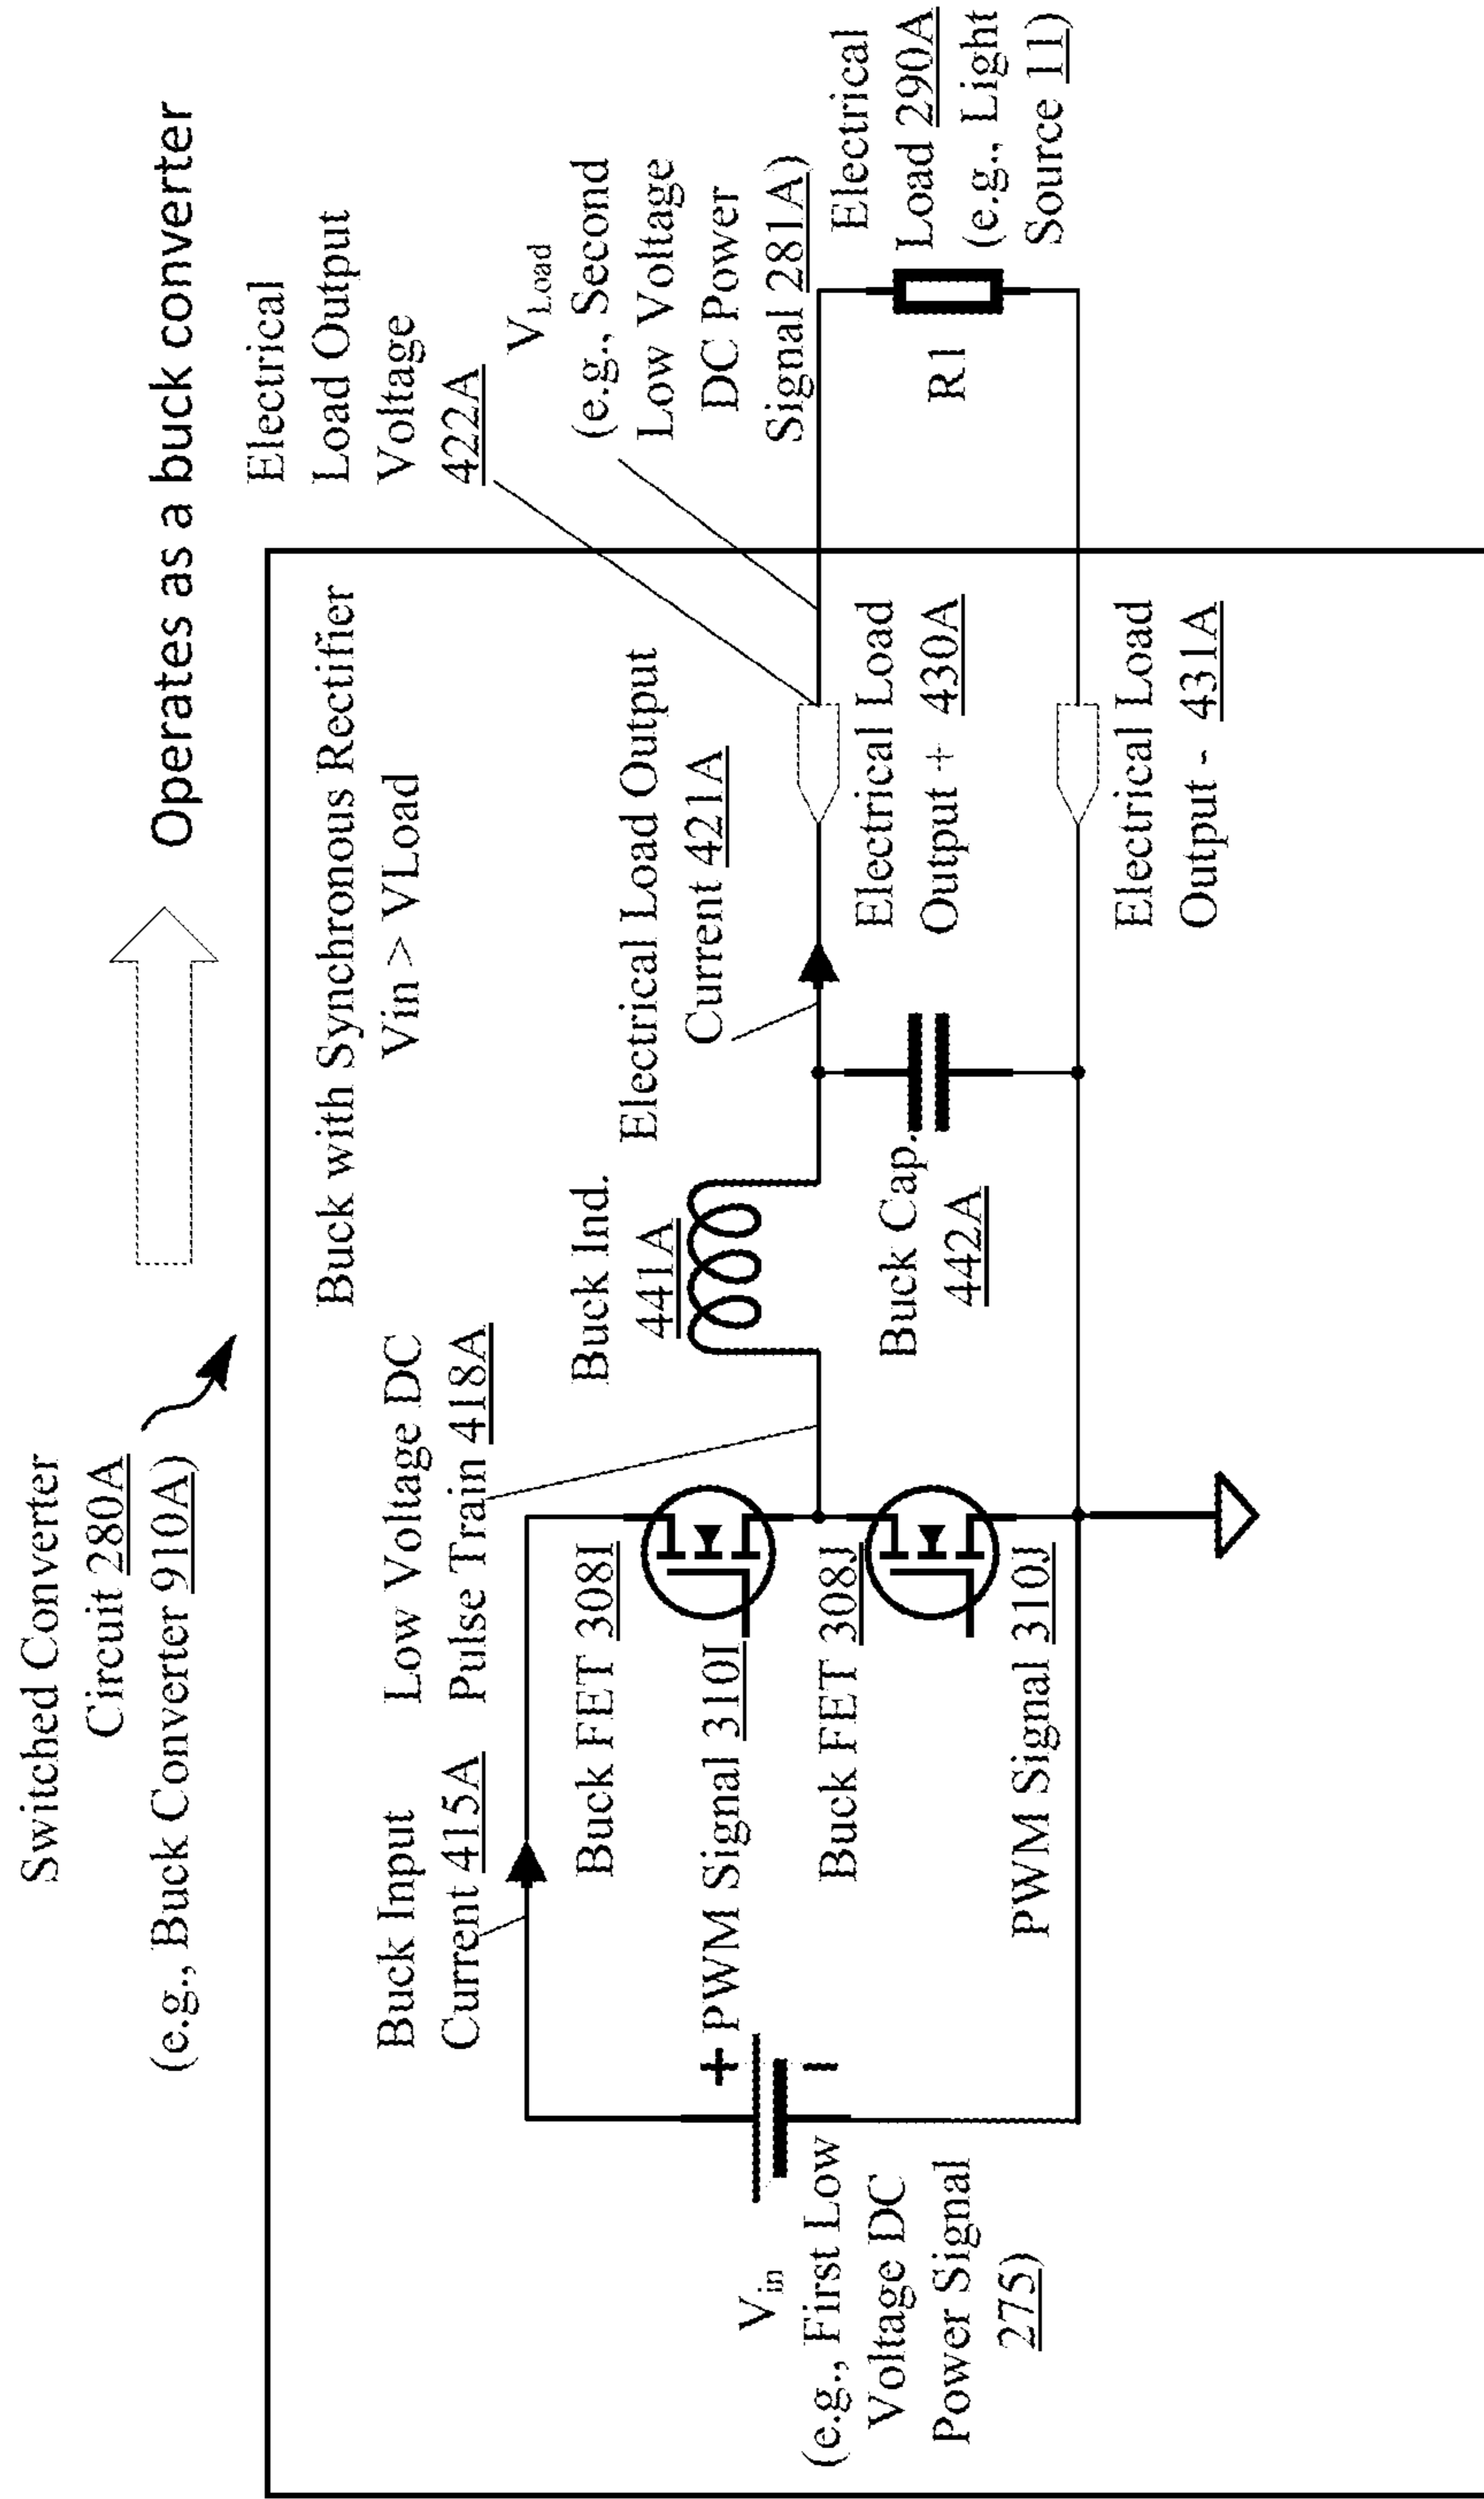 Switched Converter
Circuit 280A
(e.g., Buck Converter 910A)
Operates as a buck converter
Buck with Synchronous Rectifier
Vin > VLoad
Electrical
Load Output
Voltage
422A
VLoad
(e.g., Second
Low Voltage
DC Power
Signal 281A)
Electrical
Load 290A
(e.g., Light
Source 11)
R1
Buck Input
Current 415A
Low Voltage DC
Pulse Train 418A
Buck Ind.
441A
Electrical Load Output
Current 421A
Buck FET 308I
+
PWM Signal 310I
-
Buck FET 308J
PWM Signal 310J
Buck Cap.
442A
Electrical Load
Output + 430A
Electrical Load
Output - 431A
Vin
(e.g., First Low
Voltage DC
Power Signal
275)